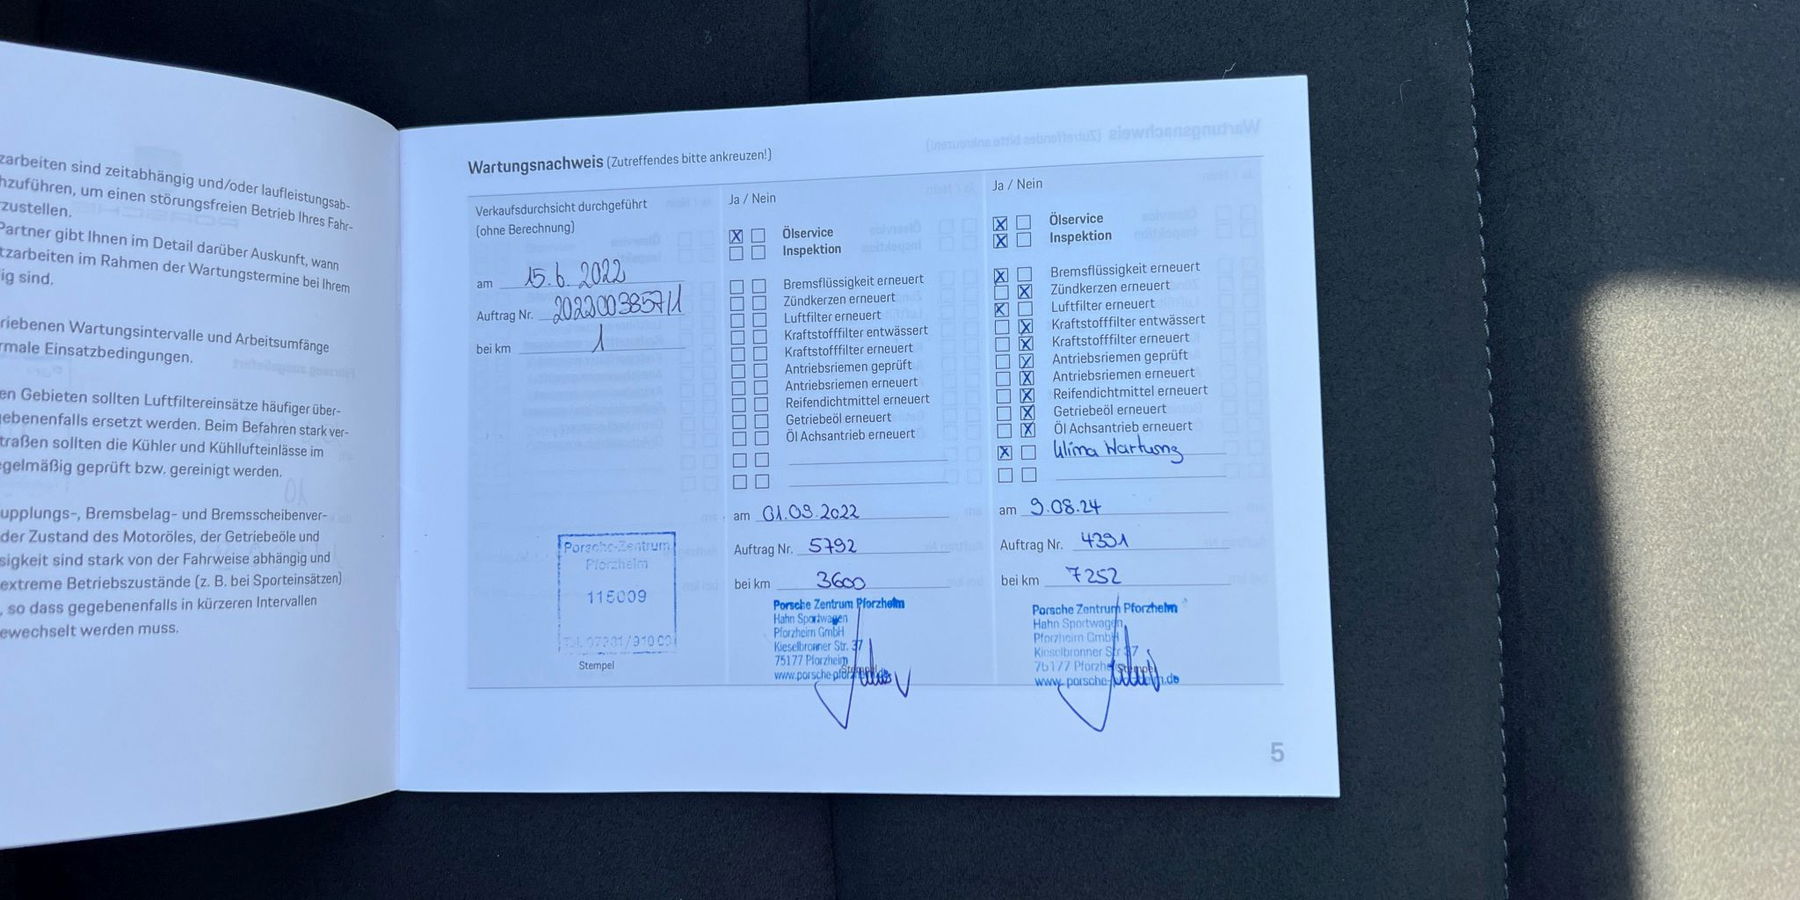 zarbeiten sind zeitabhängig und/oder laufleistungsab-
hzuführen, um einen störungsfreien Betrieb Ihres Fahr-
zustellen.
Partner gibt Ihnen im Detail darüber Auskunft, wann
tzarbeiten im Rahmen der Wartungstermine bei Ihrem
ig sind.
riebenen Wartungsintervalle und Arbeitsumfänge
rmale Einsatzbedingungen.
en Gebieten sollten Luftfiltereinsätze häufiger über-
gebenenfalls ersetzt werden. Beim Befahren stark ver-
traßen sollten die Kühler und Kühllufteinlässe im
gelmäßig geprüft bzw. gereinigt werden.
upplungs-, Bremsbelag- und Bremsscheibenver-
der Zustand des Motoröles, der Getriebeöle und
sigkeit sind stark von der Fahrweise abhängig und
extreme Betriebszustände (z. B. bei Sporteinsätzen)
, so dass gegebenenfalls in kürzeren Intervallen
ewechselt werden muss.
Wartungsnachweis (Zutreffendes bitte ankreuzen!)
Verkaufsdurchsicht durchgeführt
(ohne Berechnung)
am 15.6.2022
Auftrag Nr. 2022003857/1
bei km 1
Porsche-Zentrum
Pforzheim
115009
Stempel
Ja / Nein
X Ölservice
Inspektion
Bremsflüssigkeit erneuert
Zündkerzen erneuert
Luftfilter erneuert
Kraftstofffilter entwässert
Kraftstofffilter erneuert
Antriebsriemen geprüft
Antriebsriemen erneuert
Reifendichtmittel erneuert
Getriebeöl erneuert
Öl Achsantrieb erneuert
am 01.09.2022
Auftrag Nr. 5792
bei km 3600
Porsche Zentrum Pforzheim
Hahn Sportwagen
Pforzheim GmbH
Kieselbronner Str. 37
75177 Pforzheim
Stempel
Ja / Nein
X Ölservice
X Inspektion
X Bremsflüssigkeit erneuert
X Zündkerzen erneuert
X Luftfilter erneuert
X Kraftstofffilter entwässert
X Kraftstofffilter erneuert
X Antriebsriemen geprüft
X Antriebsriemen erneuert
X Reifendichtmittel erneuert
X Getriebeöl erneuert
X Öl Achsantrieb erneuert
X Klima Wartung
am 9.08.24
Auftrag Nr. 4391
bei km 7252
Porsche Zentrum Pforzheim
Hahn Sportwagen
Pforzheim GmbH
Kieselbronner Str 37
Stempel
5